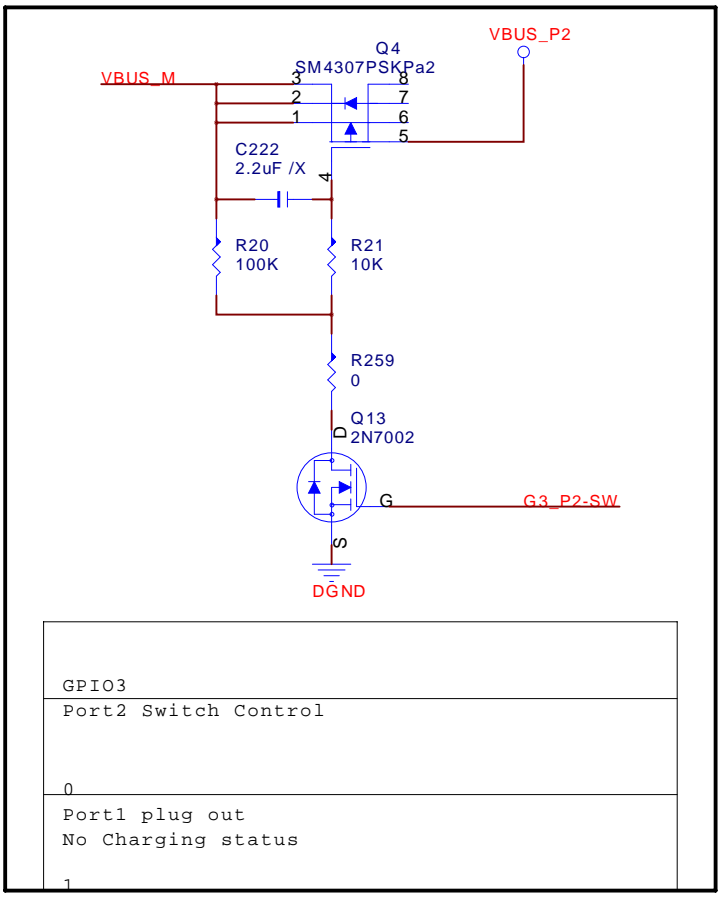 VBUS_P2
Q4
SM4307PSKPa2
VBUS_M
3
8
2
7
1
6
5
C222
2.2uF /X
4
R20
100K
R21
10K
R259
0
Q13
2N7002
D
G
G3_P2-SW
S
DGND
GPIO3
Port2 Switch Control
0
Port1 plug out
No Charging status
1